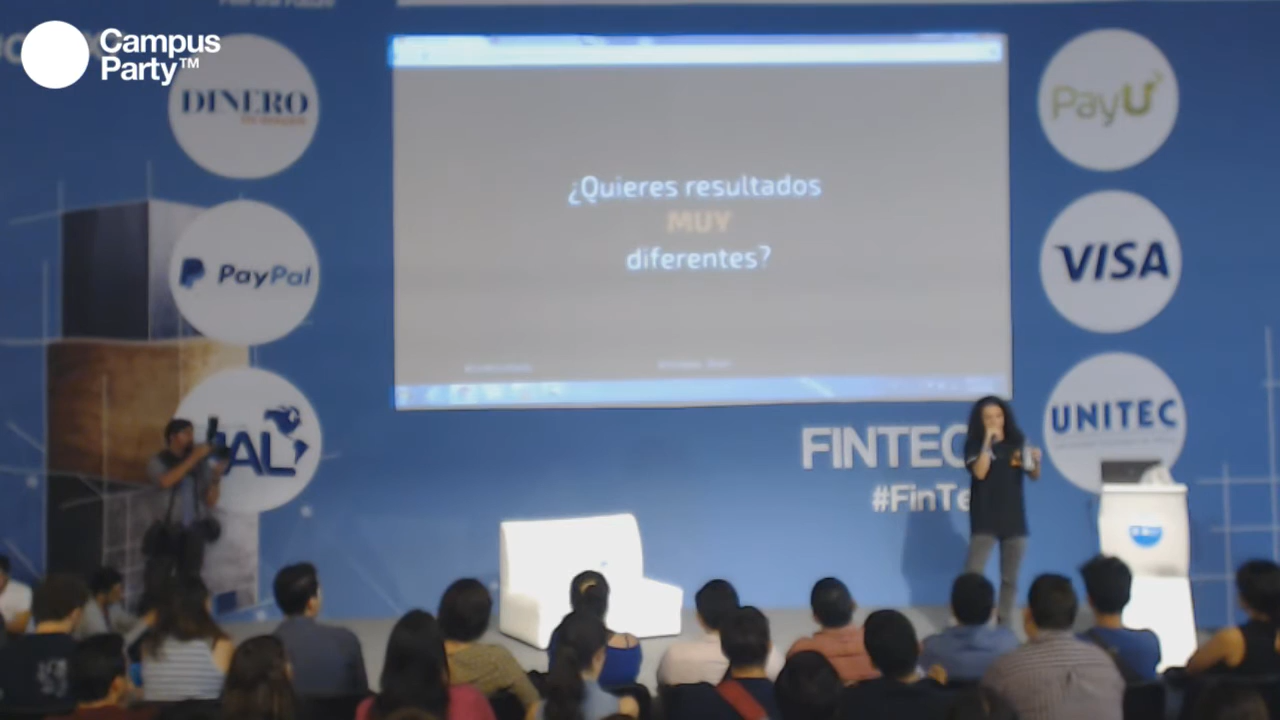 Campus
Party™
DINERO
PayPal
¿Quieres resultados
MUY
diferentes?
PayU
VISA
UNITEC
FINTEC
#FinTe